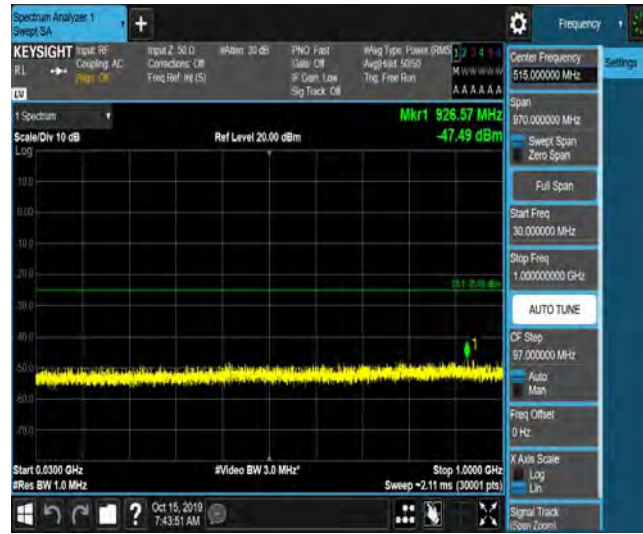 Spectrum Analyzer 1
Swept SA
+
Frequency
KEYSIGHT
Input: RF
Coupling: AC
Align: Off
Input Z: 50 Ω
Corrections: Off
Freq Ref: Int (S)
#Atten: 30 dB
PNO: Fast
Gate: Off
IF Gain: Low
Sig Track: Off
#Avg Type: Power (RMS
Avg|Hold: 50/50
Trig: Free Run
1 2 3 4 5 6
M W W W W W
A A A A A A
RL
LV
1 Spectrum
Scale/Div 10 dB
Log
Ref Level 20.00 dBm
Mkr1 926.57 MHz
-47.49 dBm
10.0
0.00
-10.0
-20.0
-30.0
-40.0
-50.0
-60.0
-70.0
1
Start 0.0300 GHz
#Res BW 1.0 MHz
#Video BW 3.0 MHz*
Stop 1.0000 GHz
Sweep ~2.11 ms (30001 pts)
Oct 15, 2019
7:43:51 AM
?
Center Frequency
515.000000 MHz
Settings
Span
970.000000 MHz
Swept Span
Zero Span
Full Span
Start Freq
30.000000 MHz
Stop Freq
1.000000000 GHz
AUTO TUNE
CF Step
97.000000 MHz
Auto
Man
Freq Offset
0 Hz
X Axis Scale
Log
Lin
Signal Track
(Span Zoom)